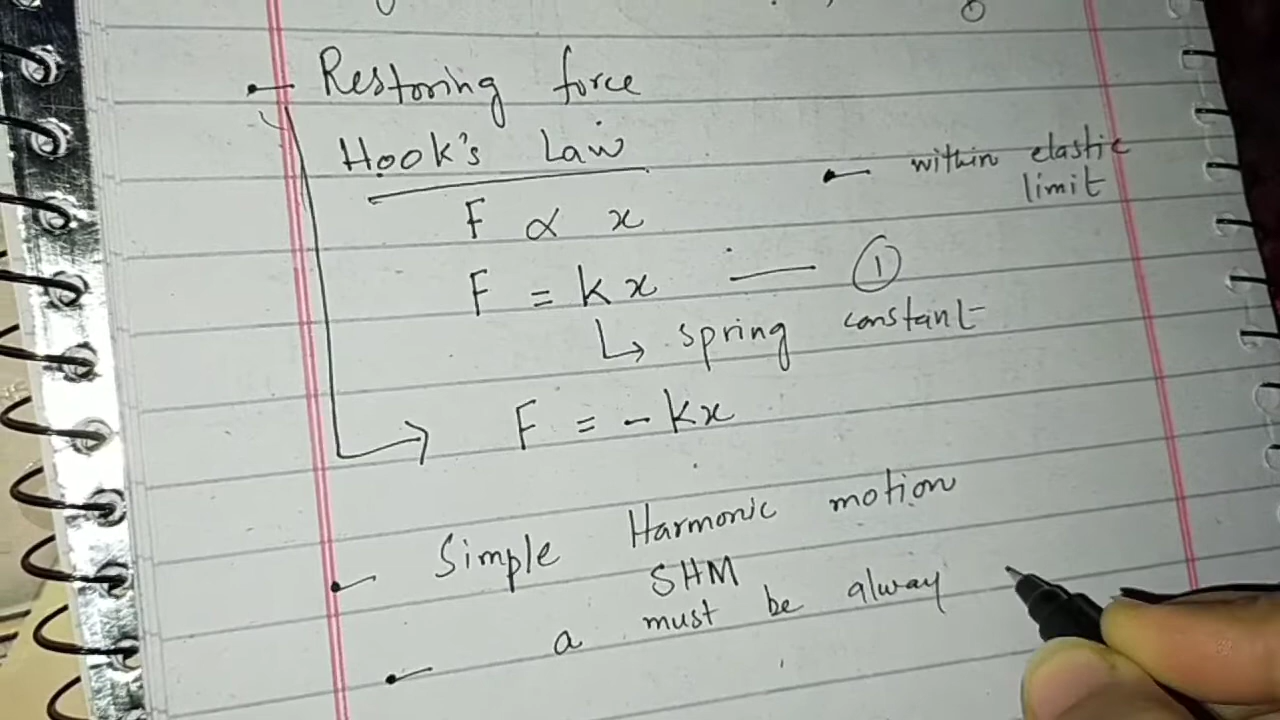 Restoring force
Hook's Law
within elastic
limit
F ∝ x
F = kx — ①
↳ spring constant
→ F = - kx
Simple Harmonic motion
SHM
a must be alway